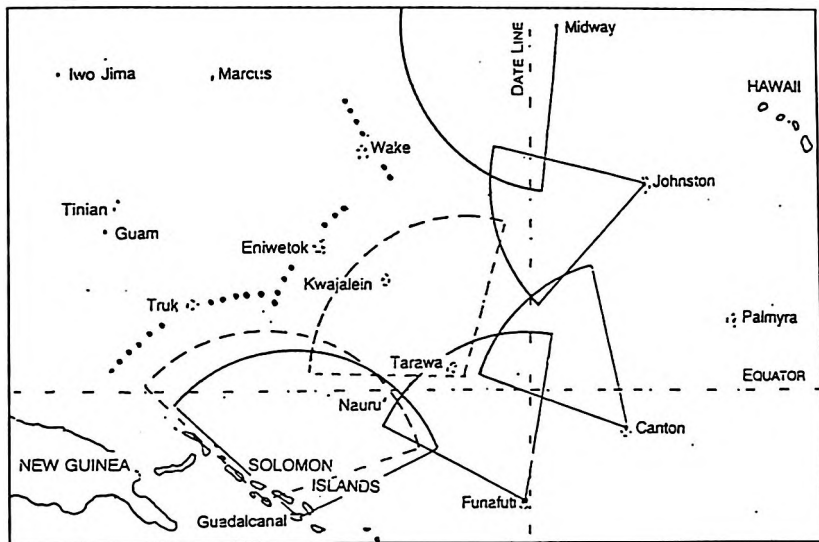 Midway
DATE LINE
Iwo Jima
Marcus
HAWAII
Wake
Johnston
Tinian
Guam
Eniwetok
Kwajalein
Truk
Palmyra
Tarawa
EQUATOR
Nauru
Canton
NEW GUINEA
SOLOMON
ISLANDS
Funafuti
Guadalcanal